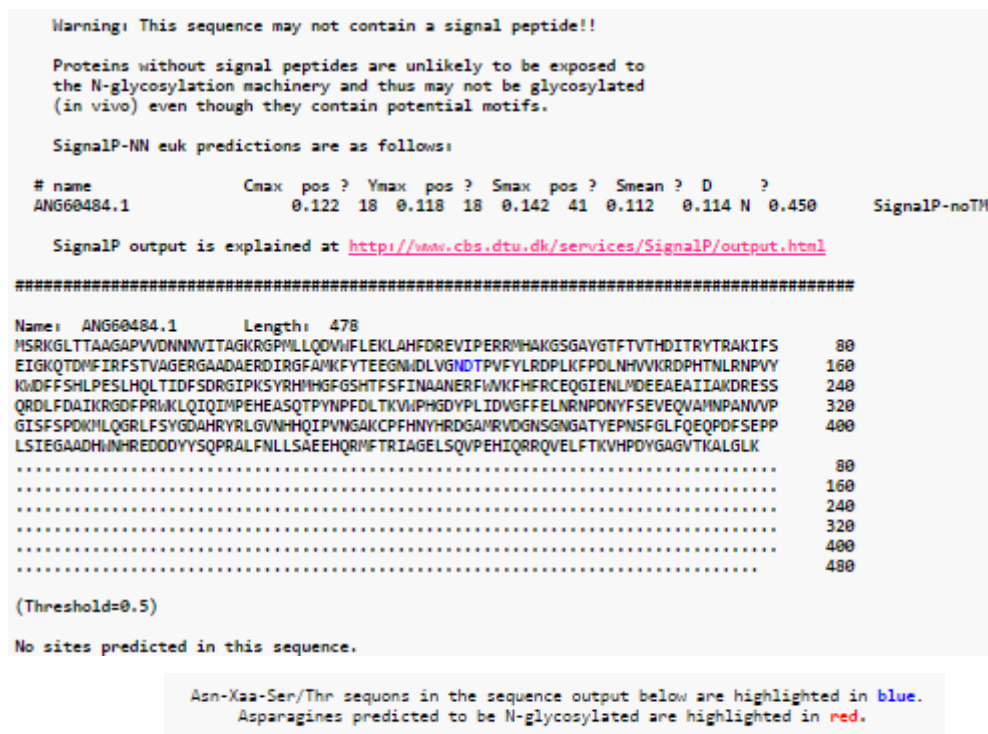 Warning: This sequence may not contain a signal peptide!!
Proteins without signal peptides are unlikely to be exposed to
the N-glycosylation machinery and thus may not be glycosylated
(in vivo) even though they contain potential motifs.
SignalP-NN euk predictions are as follows:
# name Cmax pos ? Ymax pos ? Smax pos ? Smean ? D ?
ANG60484.1 0.122 18 0.118 18 0.142 41 0.112 0.114 N 0.450 SignalP-noTM
SignalP output is explained at http://www.cbs.dtu.dk/services/SignalP/output.html
#######################################################################################
Name: ANG60484.1 Length: 478
MSRKGLTTAAGAPVVDNNNVITAGKRGPMLLQDVWFLEKLAHFDREVIPERRMHAKGSGAYGTFTVTHDITRYTRAKIFS 80
EIGKQTDMFIRFSTVAGERGAADAERDIRGFAMKFYTEEGNWDLVGNDTPVFYLRDPLKFPDLNHVVKRDPHTNLRNPVY 160
KWDFFSHLPESLHQLTIDFSDRGIPKSYRHMHGFGSHTFSFINAANERFWVKFHFRCEQGIENLMDEEAEAIIAKDRESS 240
QRDLFDAIKRGDFPRWKLQIQIMPEHEASQTPYNPFDLTKVWPHGDYPLIDVGFFELNRNPDNYFSEVEQVAMNPANVVP 320
GISFSPDKMLQGRLFSYGDAHRYRLGVNHHQIPVNGAKCPFHNYHRDGAMRVDGNSGNGATYEPNSFGLFQEQPDFSEPP 400
LSIEGAADHWNHREDDDYYSQPRALFNLLSAEEHQRMFTRIAGELSQVPEHIQRRQVELFTKVHPDYGAGVTKALGLK
................................................................................ 80
................................................................................ 160
................................................................................ 240
................................................................................ 320
................................................................................ 400
.............................................................................. 480
(Threshold=0.5)
No sites predicted in this sequence.
Asn-Xaa-Ser/Thr sequons in the sequence output below are highlighted in blue.
Asparagines predicted to be N-glycosylated are highlighted in red.